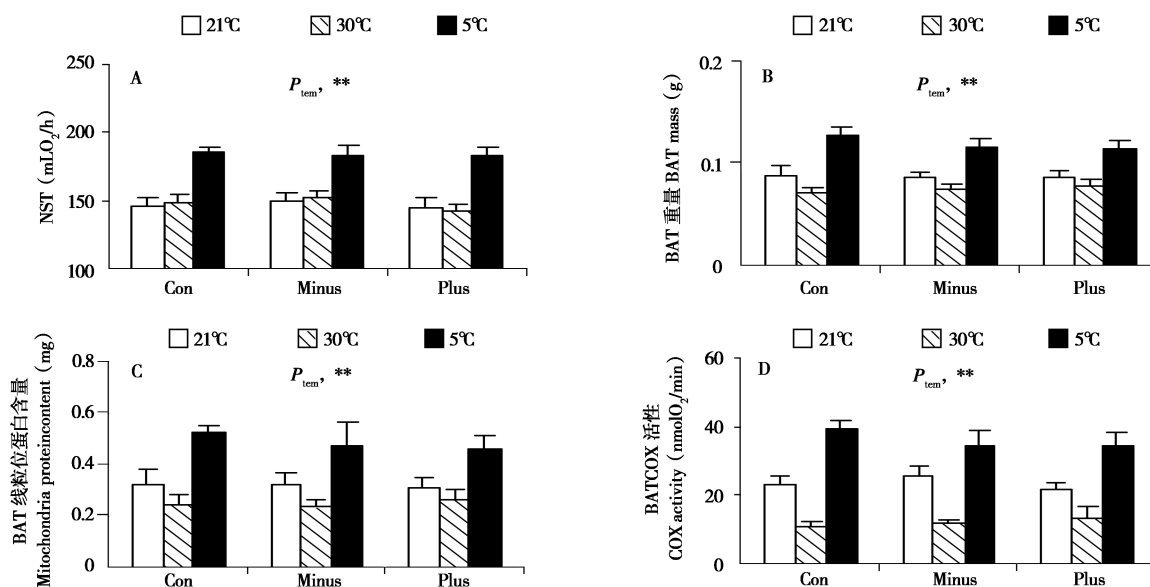 21℃ 30℃ 5℃
A
P_tem, **
NST (mLO₂/h)
250
200
150
100
Con Minus Plus
21℃ 30℃ 5℃
B
P_tem, **
BAT 重量 BAT mass (g)
0.2
0.1
0
Con Minus Plus
21℃ 30℃ 5℃
C
P_tem, **
BAT 线粒位蛋白含量
Mitochondria proteincontent (mg)
0.8
0.6
0.4
0.2
0
Con Minus Plus
21℃ 30℃ 5℃
D
P_tem, **
BATCOX 活性
COX activity (nmolO₂/min)
60
40
20
0
Con Minus Plus